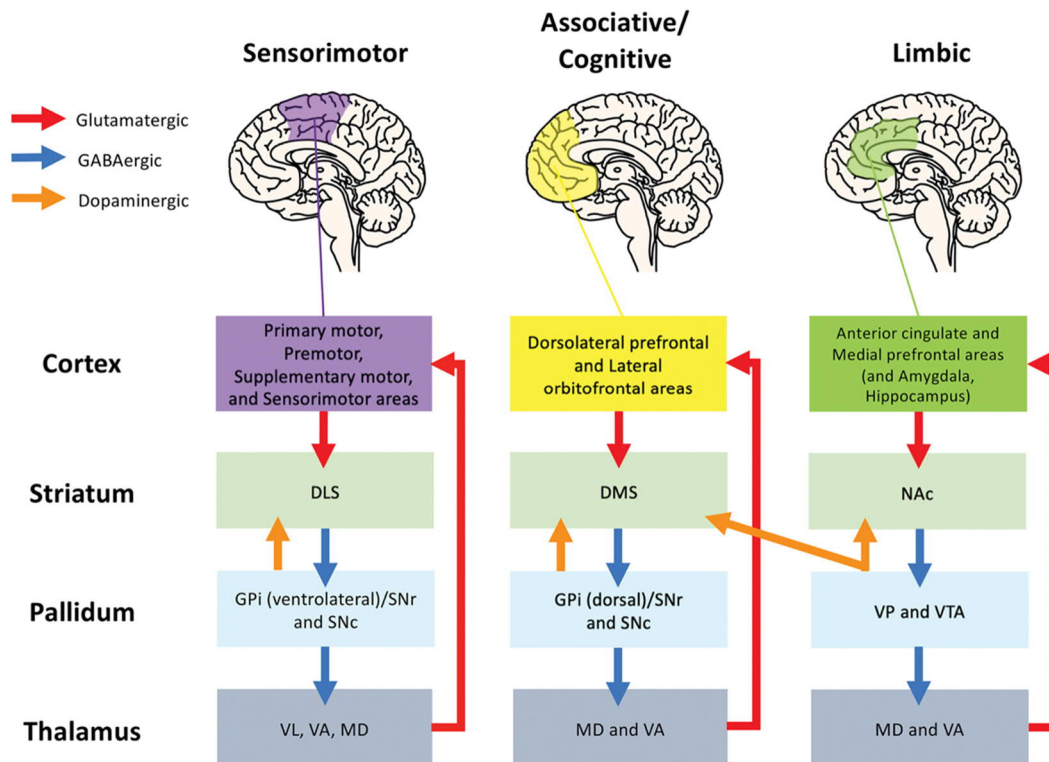 Sensorimotor
Associative/
Cognitive
Limbic
Glutamatergic
GABAergic
Dopaminergic
Cortex
Primary motor,
Premotor,
Supplementary motor,
and Sensorimotor areas
Dorsolateral prefrontal
and Lateral
orbitofrontal areas
Anterior cingulate and
Medial prefrontal areas
(and Amygdala,
Hippocampus)
Striatum
DLS
DMS
NAc
Pallidum
GPi (ventrolateral)/SNr
and SNc
GPi (dorsal)/SNr
and SNc
VP and VTA
Thalamus
VL, VA, MD
MD and VA
MD and VA